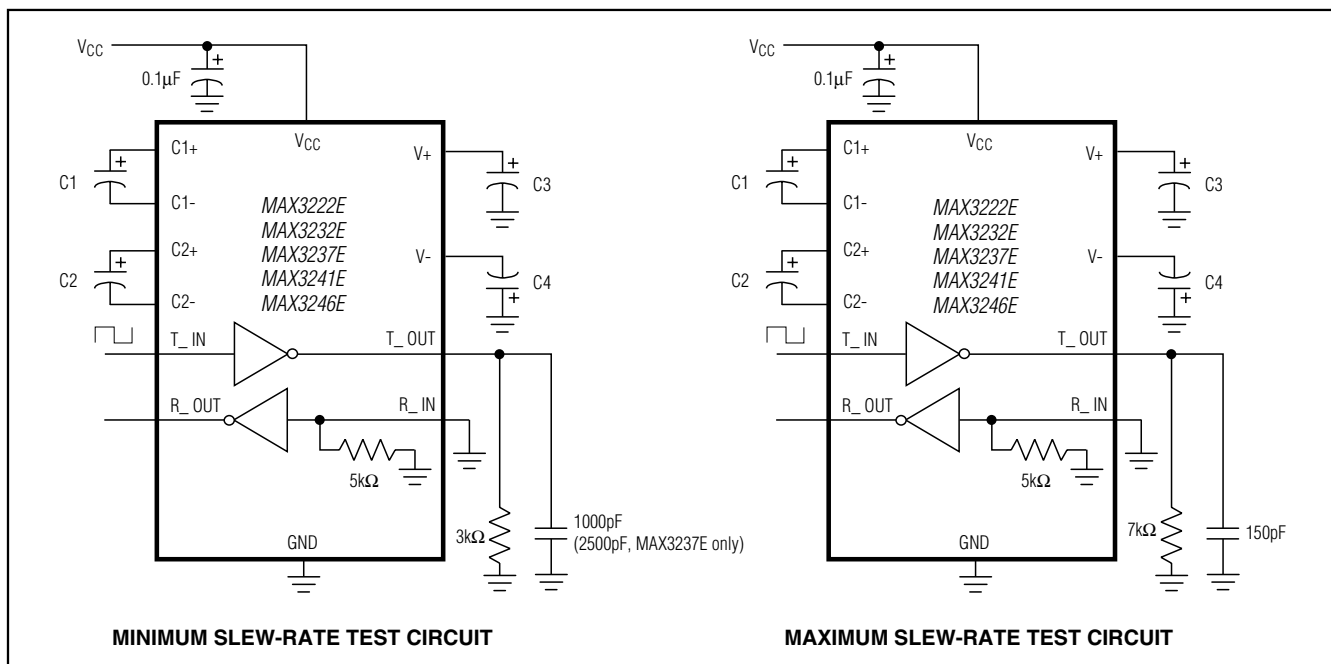 VCC
0.1µF
VCC
C1+
V+
C1
C3
C1-
MAX3222E
MAX3232E
MAX3237E
MAX3241E
MAX3246E
C2+
V-
C2
C4
C2-
T_ IN
T_ OUT
R_ OUT
R_ IN
5kΩ
3kΩ
1000pF
(2500pF, MAX3237E only)
GND
MINIMUM SLEW-RATE TEST CIRCUIT
VCC
0.1µF
VCC
C1+
V+
C1
C3
C1-
MAX3222E
MAX3232E
MAX3237E
MAX3241E
MAX3246E
C2+
V-
C2
C4
C2-
T_ IN
T_ OUT
R_ OUT
R_ IN
5kΩ
7kΩ
150pF
GND
MAXIMUM SLEW-RATE TEST CIRCUIT